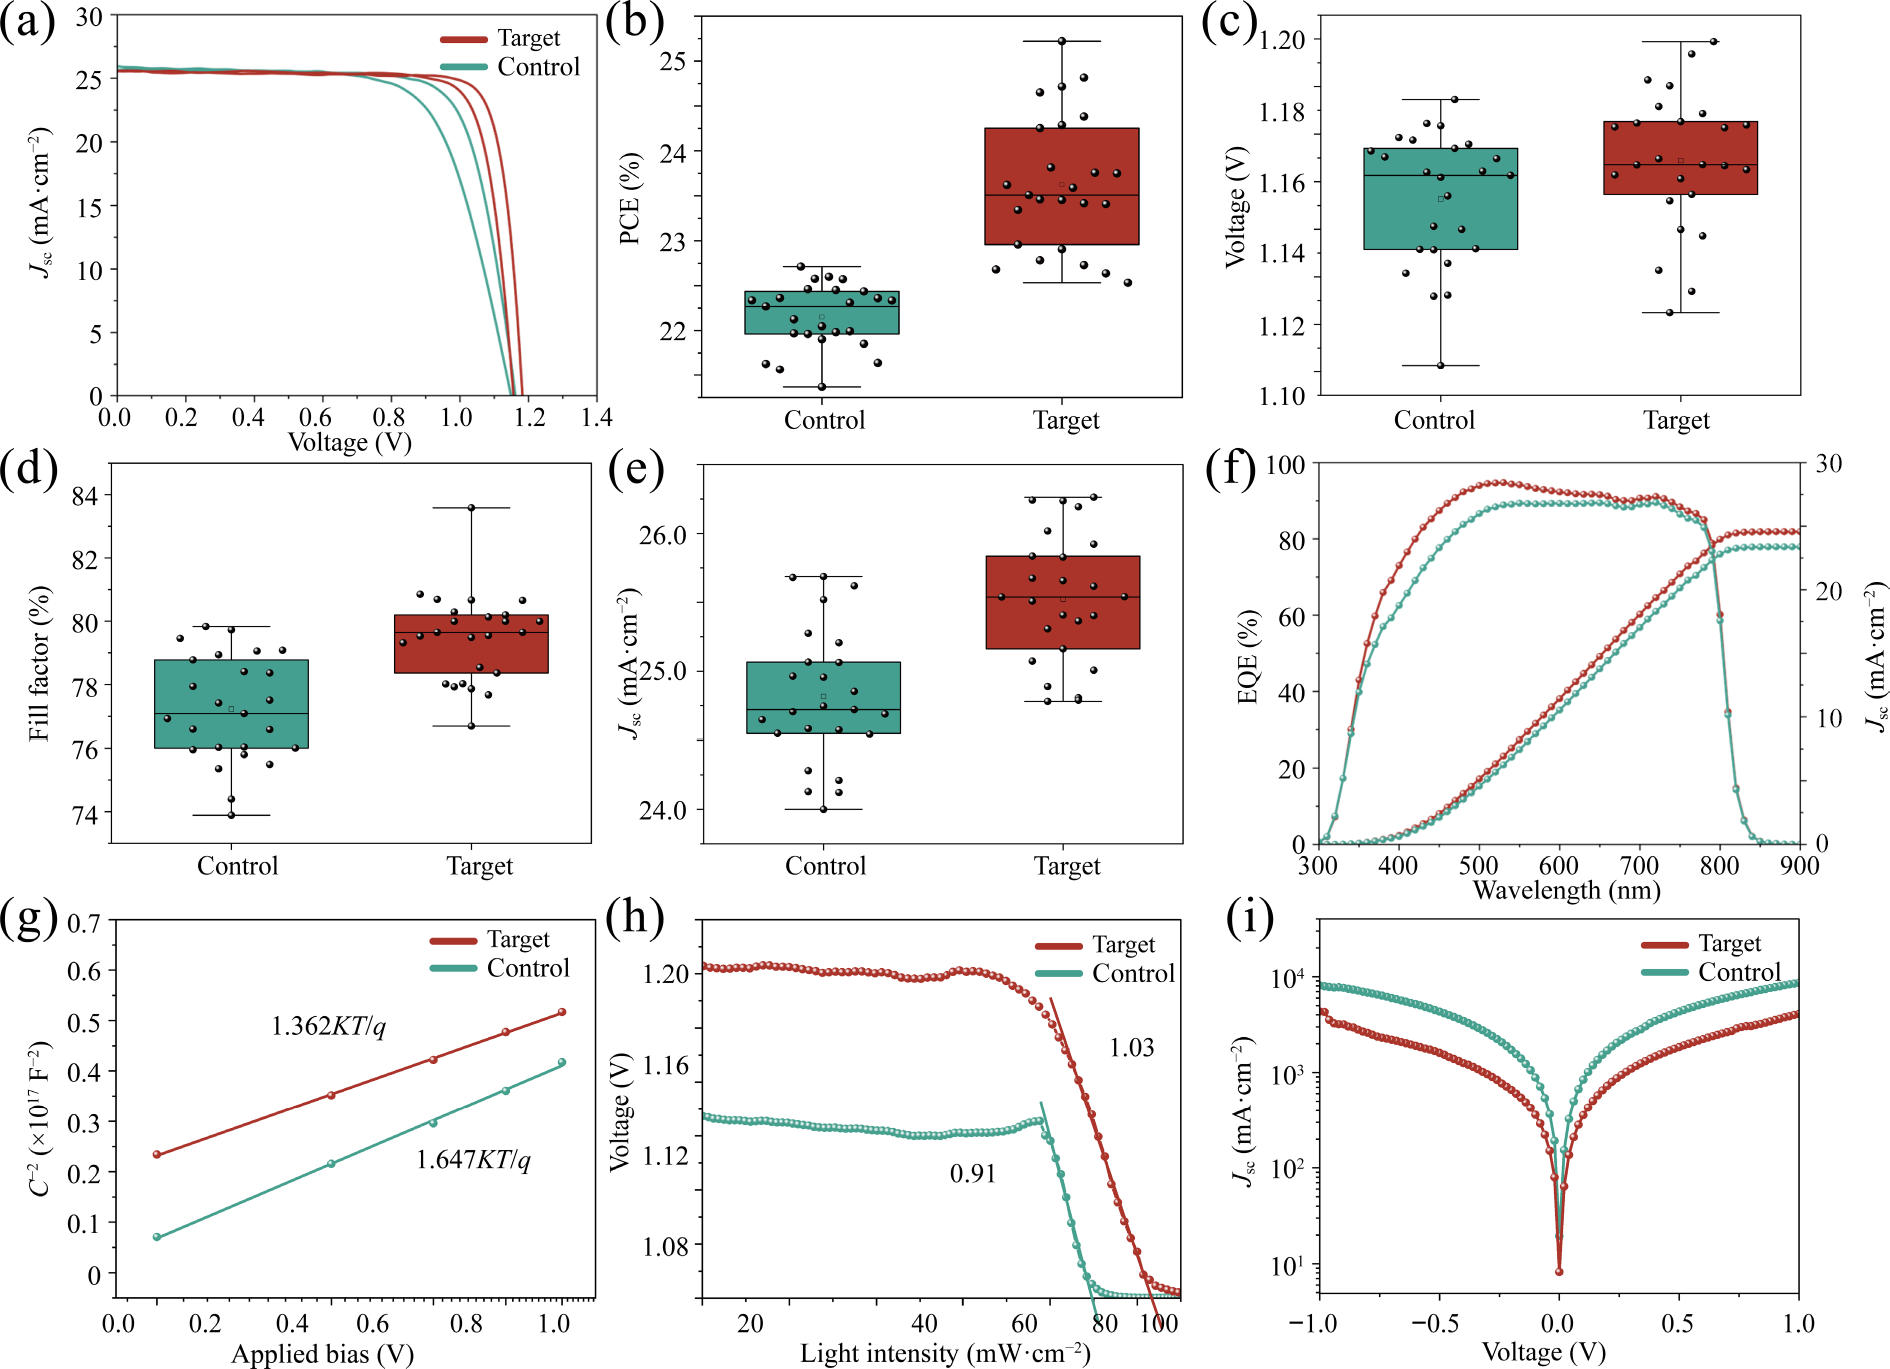 (a)
30
25
20
15
10
5
0
J_sc (mA·cm⁻²)
Target
Control
0.0 0.2 0.4 0.6 0.8 1.0 1.2 1.4
Voltage (V)
(b)
25
24
23
22
PCE (%)
Control Target
(c)
1.20
1.18
1.16
1.14
1.12
1.10
Voltage (V)
Control Target
(d)
84
82
80
78
76
74
Fill factor (%)
Control Target
(e)
26.0
25.0
24.0
J_sc (mA·cm⁻²)
Control Target
(f)
100
80
60
40
20
0
EQE (%)
30
20
10
0
J_sc (mA·cm⁻²)
300 400 500 600 700 800 900
Wavelength (nm)
(g)
0.7
0.6
0.5
0.4
0.3
0.2
0.1
0
C⁻² (×10¹⁷ F⁻²)
Target
Control
1.362KT/q
1.647KT/q
0.0 0.2 0.4 0.6 0.8 1.0
Applied bias (V)
(h)
1.20
1.16
1.12
1.08
Voltage (V)
Target
Control
1.03
0.91
20 40 60 80 100
Light intensity (mW·cm⁻²)
(i)
10⁴
10³
10²
10¹
J_sc (mA·cm⁻²)
Target
Control
−1.0 −0.5 0.0 0.5 1.0
Voltage (V)